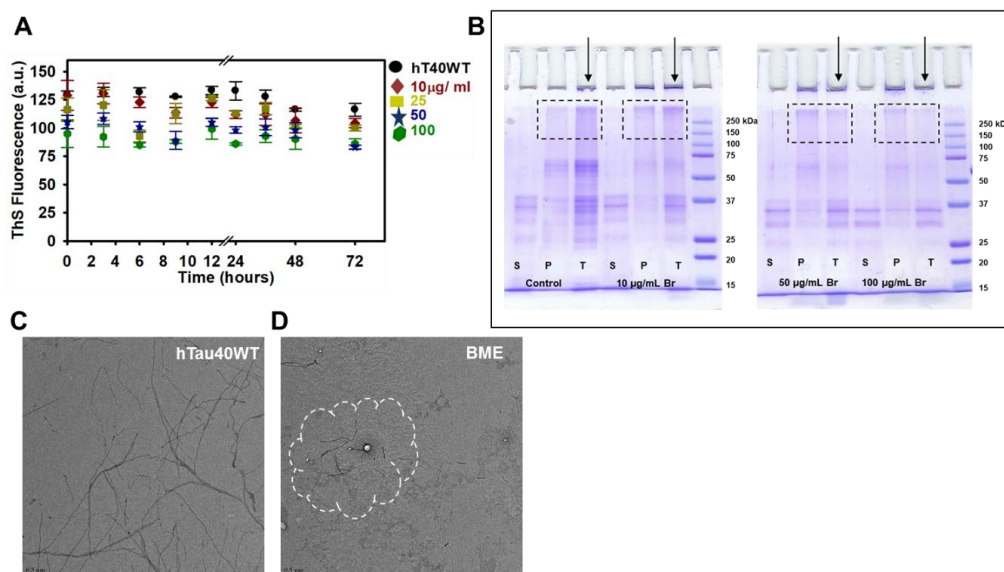 A
ThS Fluorescence (a.u.)
150
125
100
75
50
25
0
0 2 4 6 8 10 12 24 48 72
Time (hours)
hT40WT
10μg/ ml
25
50
100
B
250 kDa
150
100
75
50
37
25
20
15
S P T S P T
Control 10 µg/mL Br
250 kDa
150
100
75
50
37
25
20
15
S P T S P T
50 µg/mL Br 100 µg/mL Br
C
hTau40WT
D
BME